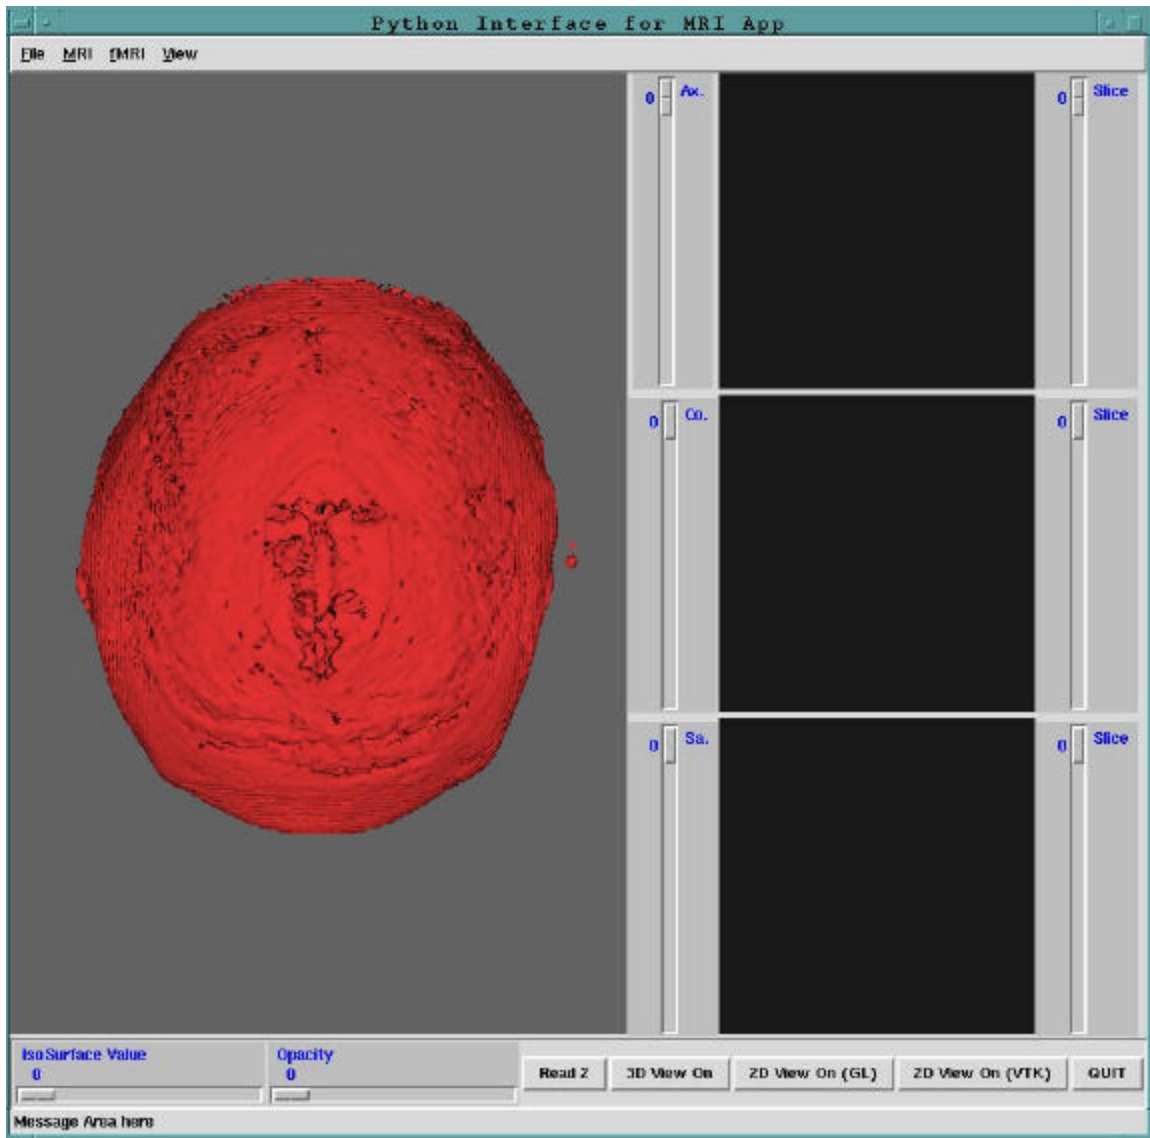 Python Interface for MRI App
File MRI fMRI View
0 Ax.
0 Slice
0 Co.
0 Slice
0 Sa.
0 Slice
IsoSurface Value
0
Opacity
0
Read 2 3D View On 2D View On (GL) 2D View On (VTK) QUIT
Message Area here